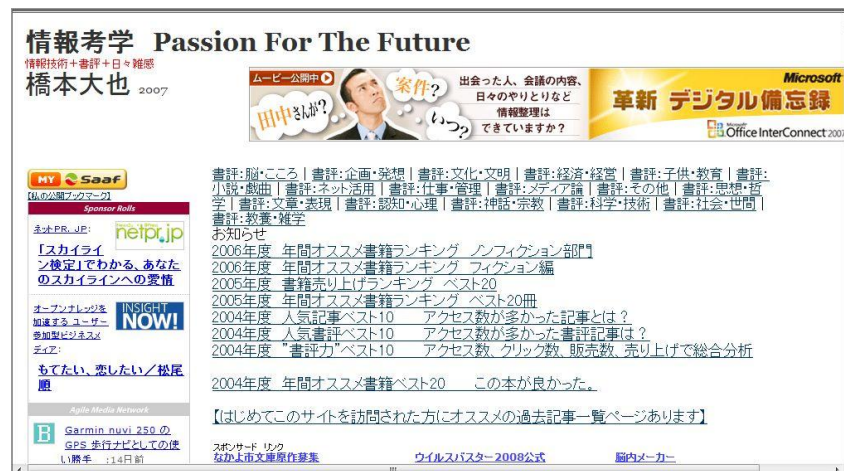 情報考学 Passion For The Future
情報技術+書評+日々雑感
橋本大也 2007
ムービー公開中
田中さんが?
案件?
いつ?
出会った人、会議の内容、
日々のやりとりなど
情報整理は
できていますか?
Microsoft
革新 デジタル備忘録
Microsoft
Office InterConnect 2007
MY Saaf
【私の公開ブックマーク】
Sponsor Rolls
ネットPR.JP:
netpr.jp
「スカイライ
ン検定」でわかる、あなた
のスカイラインへの愛情
オープンナレッジを
加速する ユーザー
参加型ビジネスメ
ディア:
INSIGHT
NOW!
もてたい、恋したい/松尾
順
Agile Media Network
Garmin nuvi 250 の
GPS 歩行ナビとしての使
い勝手 :14日前
書評:脳・こころ | 書評:企画・発想 | 書評:文化・文明 | 書評:経済・経営 | 書評:子供・教育 | 書評:
小説・戯曲 | 書評:ネット活用 | 書評:仕事・管理 | 書評:メディア論 | 書評:その他 | 書評:思想・哲
学 | 書評:文章・表現 | 書評:認知・心理 | 書評:神話・宗教 | 書評:科学・技術 | 書評:社会・世間 |
書評:教養・雑学
お知らせ
2006年度 年間オススメ書籍ランキング ノンフィクション部門
2006年度 年間オススメ書籍ランキング フィクション編
2005年度 書籍売り上げランキング ベスト20
2005年度 年間オススメ書籍ランキング ベスト20冊
2004年度 人気記事ベスト10 アクセス数が多かった記事とは?
2004年度 人気書評ベスト10 アクセス数が多かった書評記事は?
2004年度 ”書評力”ベスト10 アクセス数、クリック数、販売数、売り上げで総合分析
2004年度 年間オススメ書籍ベスト20 この本が良かった。
【はじめてこのサイトを訪問された方にオススメの過去記事一覧ページあります】
スポンサード リンク
なかよ市文庫原作募集 ウイルスバスター2008公式 脳内メーカー